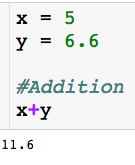 x = 5
y = 6.6
#Addition
x+y
11.6